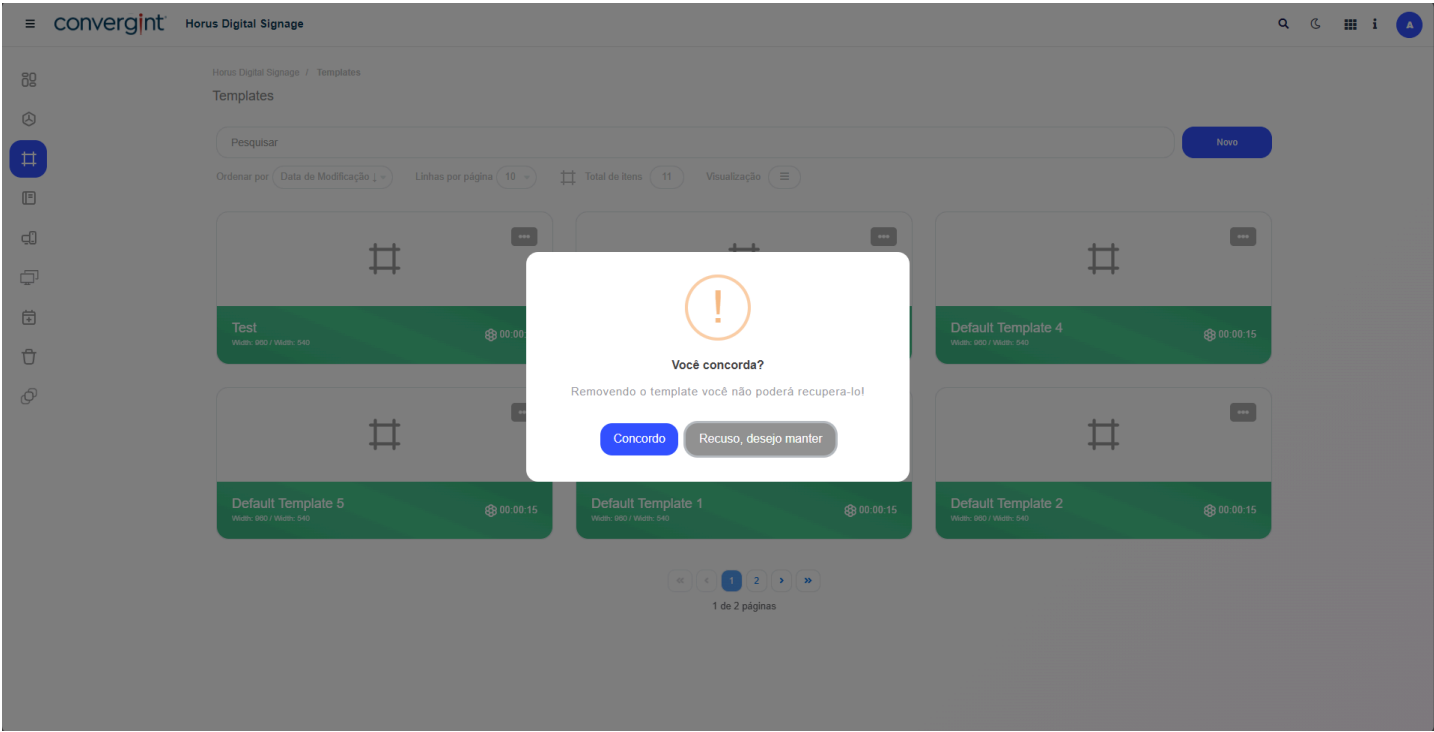 convergint Horus Digital Signage
A
Horus Digital Signage / Templates
Templates
Pesquisar
Novo
Ordenar por Data de Modificação ↓ Linhas por página 10 Total de itens 11 Visualização
Test
Width: 960 / Width: 540
00:00:
Default Template 4
Width: 960 / Width: 540
00:00:15
!
Você concorda?
Removendo o template você não poderá recupera-lo!
Concordo
Recuso, desejo manter
Default Template 5
Width: 960 / Width: 540
00:00:15
Default Template 1
Width: 960 / Width: 540
00:00:15
Default Template 2
Width: 960 / Width: 540
00:00:15
« ‹ 1 2 › »
1 de 2 páginas